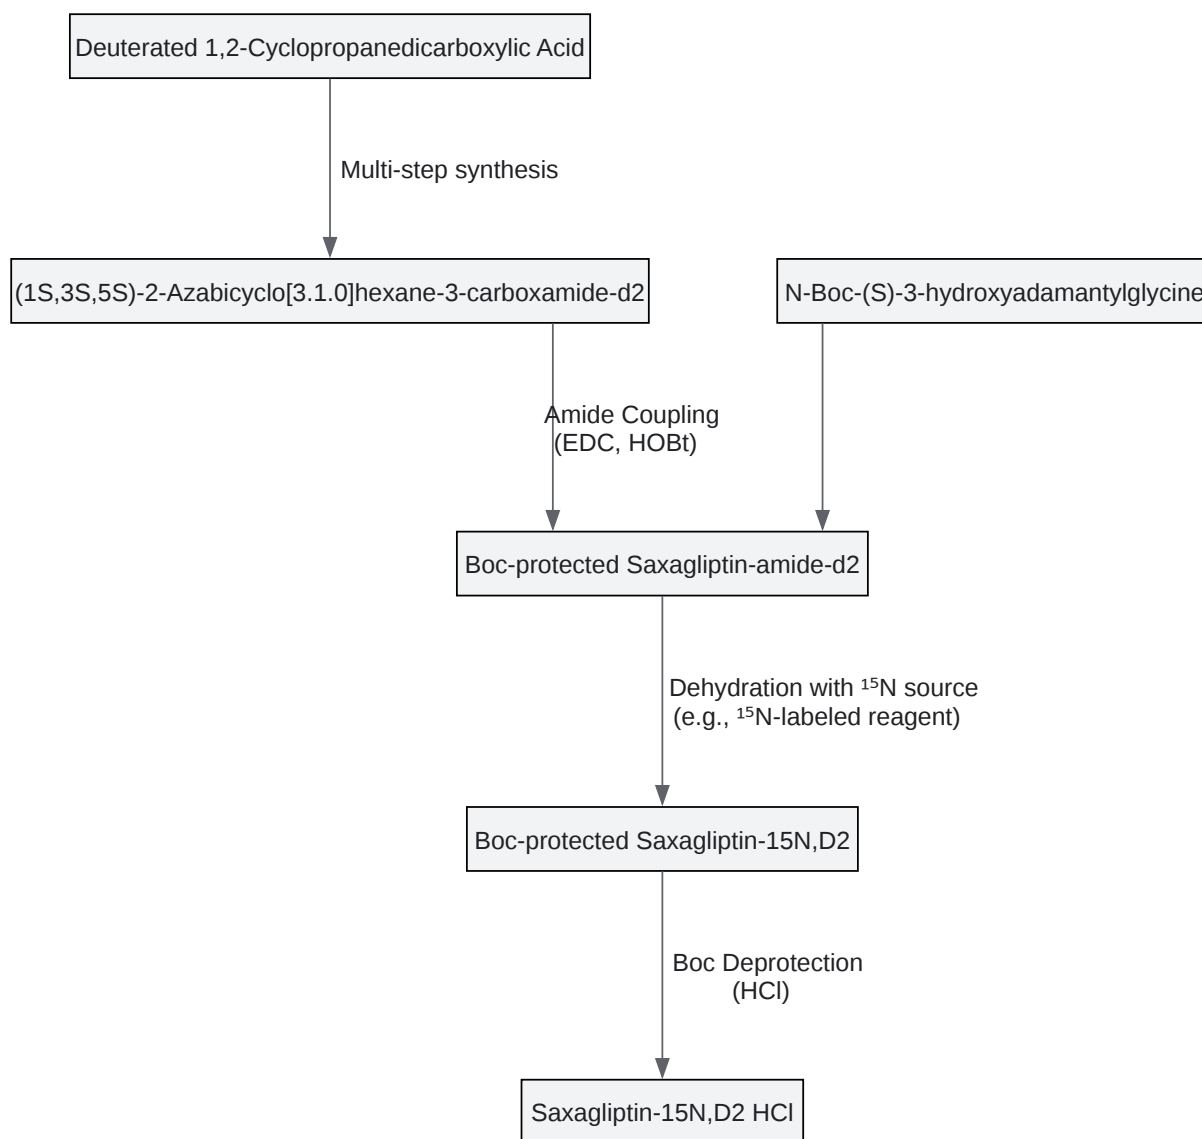 Deuterated 1,2-Cyclopropanedicarboxylic Acid
Multi-step synthesis
(1S,3S,5S)-2-Azabicyclo[3.1.0]hexane-3-carboxamide-d2
N-Boc-(S)-3-hydroxyadamantylglycine
Amide Coupling
(EDC, HOBt)
Boc-protected Saxagliptin-amide-d2
Dehydration with ¹⁵N source
(e.g., ¹⁵N-labeled reagent)
Boc-protected Saxagliptin-15N,D2
Boc Deprotection
(HCl)
Saxagliptin-15N,D2 HCl